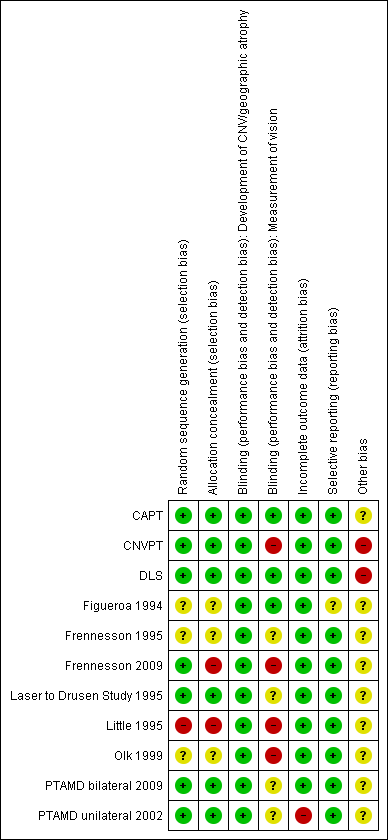 Random sequence generation (selection bias)
Allocation concealment (selection bias)
Blinding (performance bias and detection bias): Development of CNV/geographic atrophy
Blinding (performance bias and detection bias): Measurement of vision
Incomplete outcome data (attrition bias)
Selective reporting (reporting bias)
Other bias
CAPT + + + + + + ?
CNVPT + + + - + + -
DLS + + + + + + -
Figueroa 1994 ? ? + + + ? ?
Frennesson 1995 ? ? + ? + + ?
Frennesson 2009 + - + - + + ?
Laser to Drusen Study 1995 + + + ? + + ?
Little 1995 - - + - + + ?
Olk 1999 ? ? + - + + ?
PTAMD bilateral 2009 + + + ? + + ?
PTAMD unilateral 2002 + + + ? - + ?